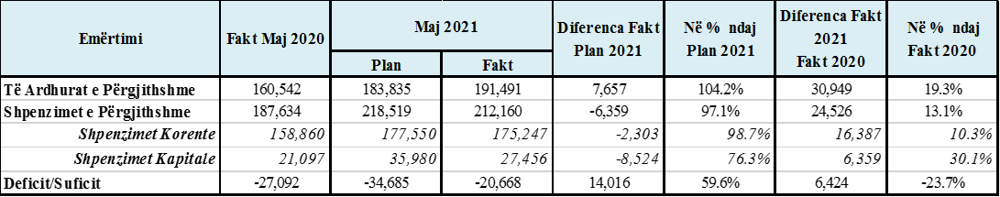 Emërtimi Fakt Maj 2020 Maj 2021 Diferenca Fakt Plan 2021 Në % ndaj Plan 2021 Diferenca Fakt 2021 Fakt 2020 Në % ndaj Fakt 2020
Plan Fakt
Të Ardhurat e Përgjithshme 160,542 183,835 191,491 7,657 104.2% 30,949 19.3%
Shpenzimet e Përgjithshme 187,634 218,519 212,160 -6,359 97.1% 24,526 13.1%
Shpenzimet Korente 158,860 177,550 175,247 -2,303 98.7% 16,387 10.3%
Shpenzimet Kapitale 21,097 35,980 27,456 -8,524 76.3% 6,359 30.1%
Deficit/Suficit -27,092 -34,685 -20,668 14,016 59.6% 6,424 -23.7%